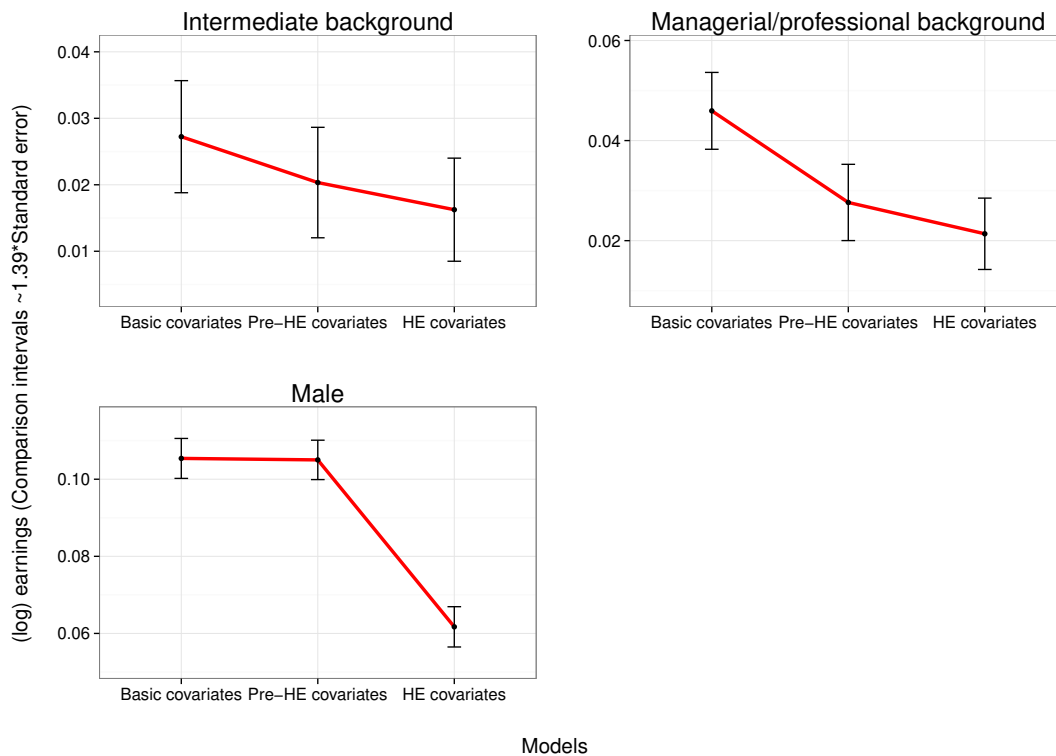 Intermediate background
Managerial/professional background
0.04
0.03
0.02
0.01
Basic covariates Pre−HE covariates HE covariates
0.06
0.04
0.02
Basic covariates Pre−HE covariates HE covariates
Male
0.10
0.08
0.06
Basic covariates Pre−HE covariates HE covariates
(log) earnings (Comparison intervals ~1.39*Standard error)
Models